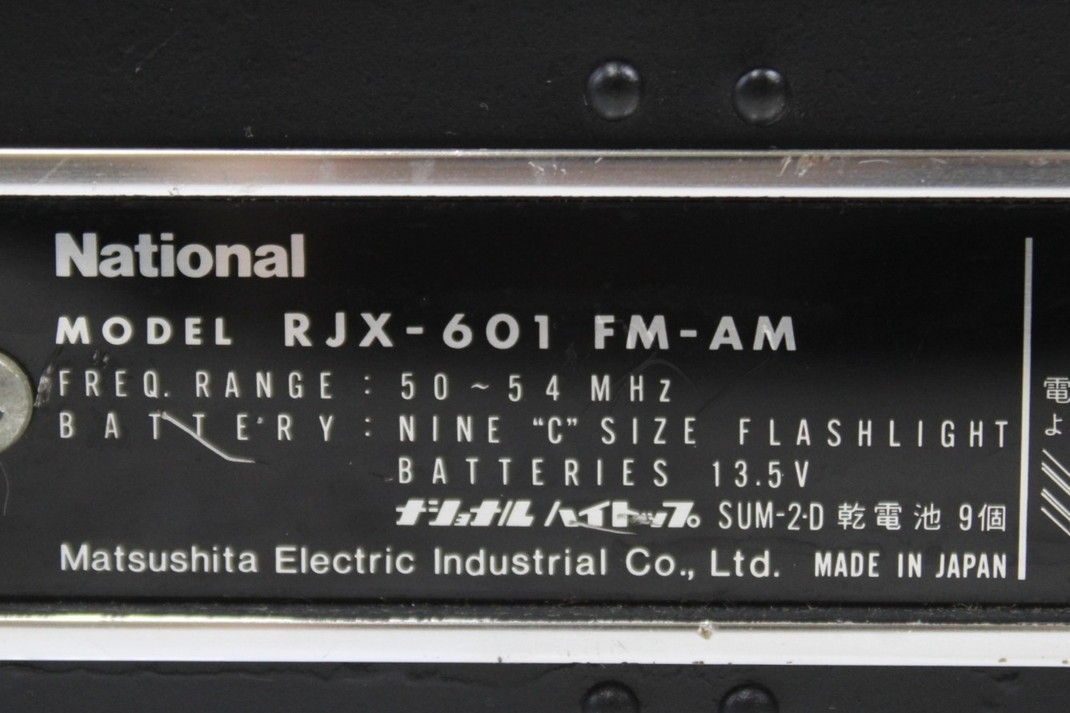 National
MODEL RJX-601 FM-AM
FREQ. RANGE : 50 ~ 54 MHz
BATTERY : NINE "C" SIZE FLASHLIGHT
BATTERIES 13.5V
ナショナル ハイトップ SUM-2·D 乾電池 9個
Matsushita Electric Industrial Co., Ltd. MADE IN JAPAN
電
よ